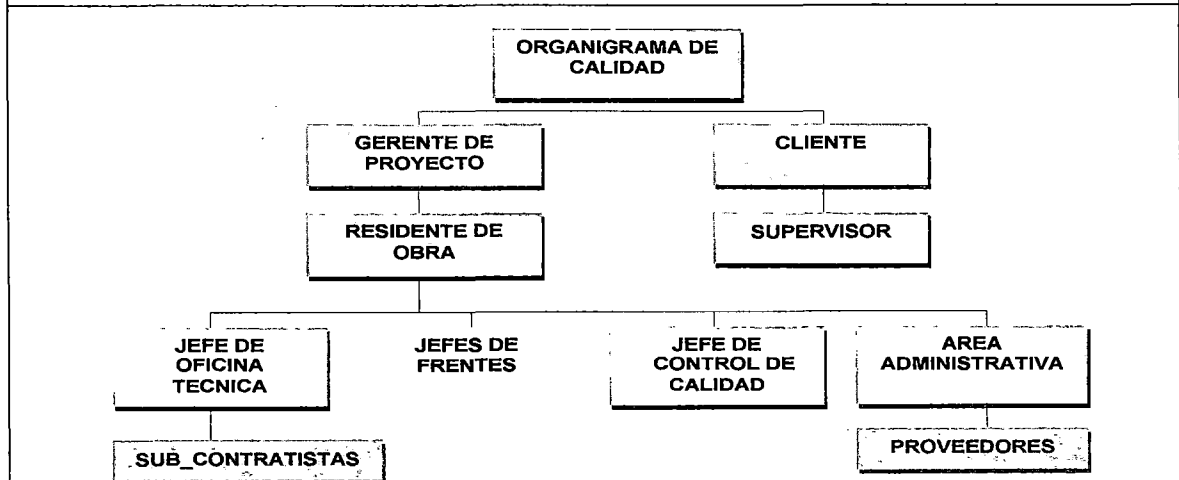 ORGANIGRAMA DE
CALIDAD
GERENTE DE
PROYECTO
CLIENTE
RESIDENTE DE
OBRA
SUPERVISOR
JEFE DE
OFICINA
TECNICA
JEFES DE
FRENTES
JEFE DE
CONTROL DE
CALIDAD
AREA
ADMINISTRATIVA
SUB_CONTRATISTAS
PROVEEDORES